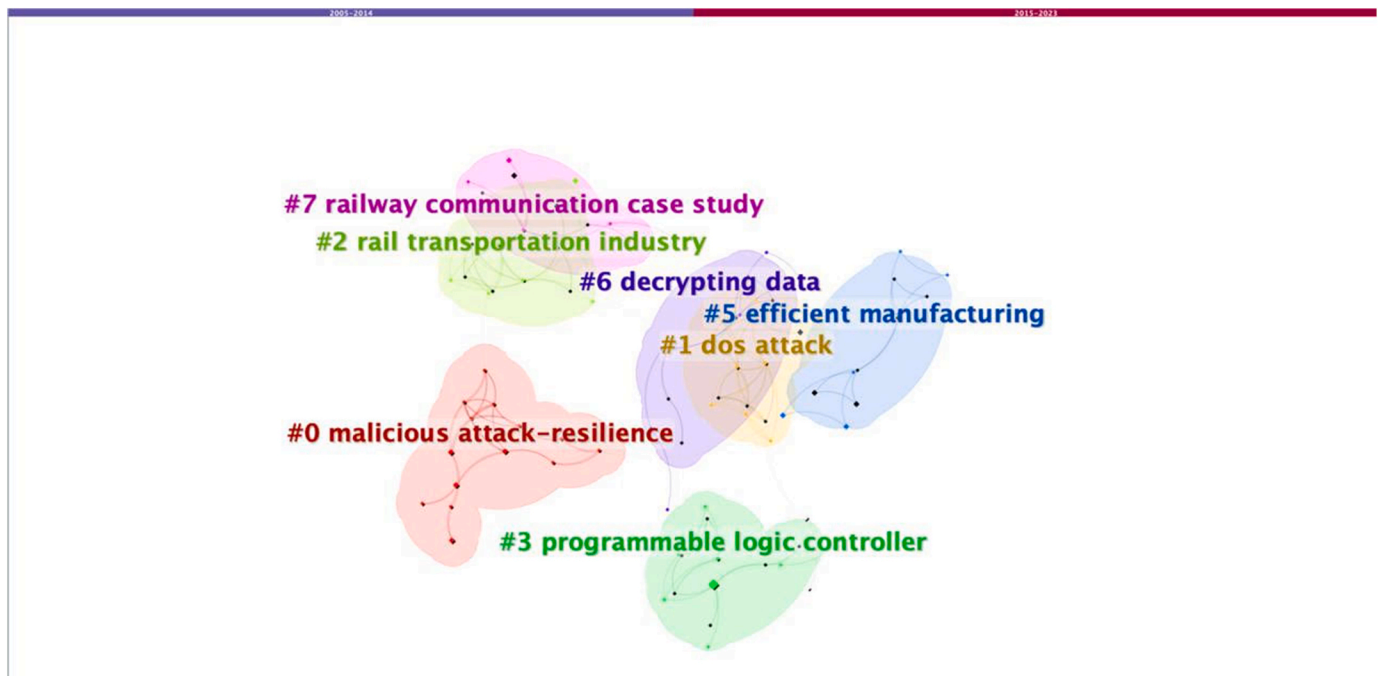 2005-2014
2015-2023
#7 railway communication case study
#2 rail transportation industry
#6 decrypting data
#5 efficient manufacturing
#1 dos attack
#0 malicious attack-resilience
#3 programmable logic controller